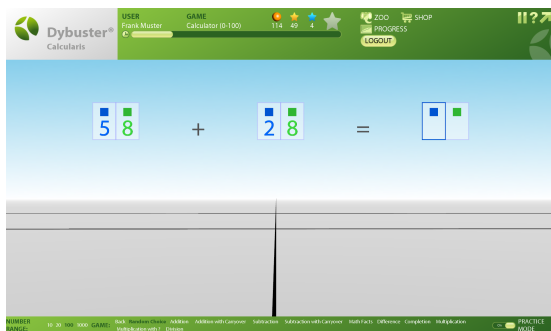 Dybuster®
Calcularis
USER
Frank Muster
GAME
Calculator (0-100)
114 49 4
ZOO SHOP
PROGRESS
LOGOUT
II ?
58 + 28 =
NUMBER RANGE: 10 20 100 1000 GAME: Back Random Choice Addition Addition with Carryover Subtraction Subtraction with Carryover Math Facts Difference Completion Multiplication
Multiplication with ? Division
PRACTICE
MODE